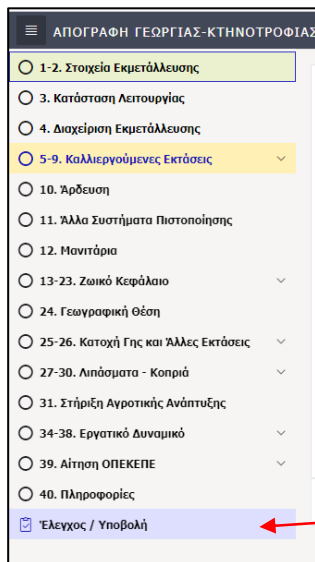 ΑΠΟΓΡΑΦΗ ΓΕΩΡΓΙΑΣ-ΚΤΗΝΟΤΡΟΦΙΑΣ
1-2. Στοιχεία Εκμετάλλευσης
3. Κατάσταση Λειτουργίας
4. Διαχείριση Εκμετάλλευσης
5-9. Καλλιεργούμενες Εκτάσεις
10. Άρδευση
11. Άλλα Συστήματα Πιστοποίησης
12. Μανιτάρια
13-23. Ζωικό Κεφάλαιο
24. Γεωγραφική Θέση
25-26. Κατοχή Γης και Άλλες Εκτάσεις
27-30. Λιπάσματα - Κοπριά
31. Στήριξη Αγροτικής Ανάπτυξης
34-38. Εργατικό Δυναμικό
39. Αίτηση ΟΠΕΚΕΠΕ
40. Πληροφορίες
Έλεγχος / Υποβολή